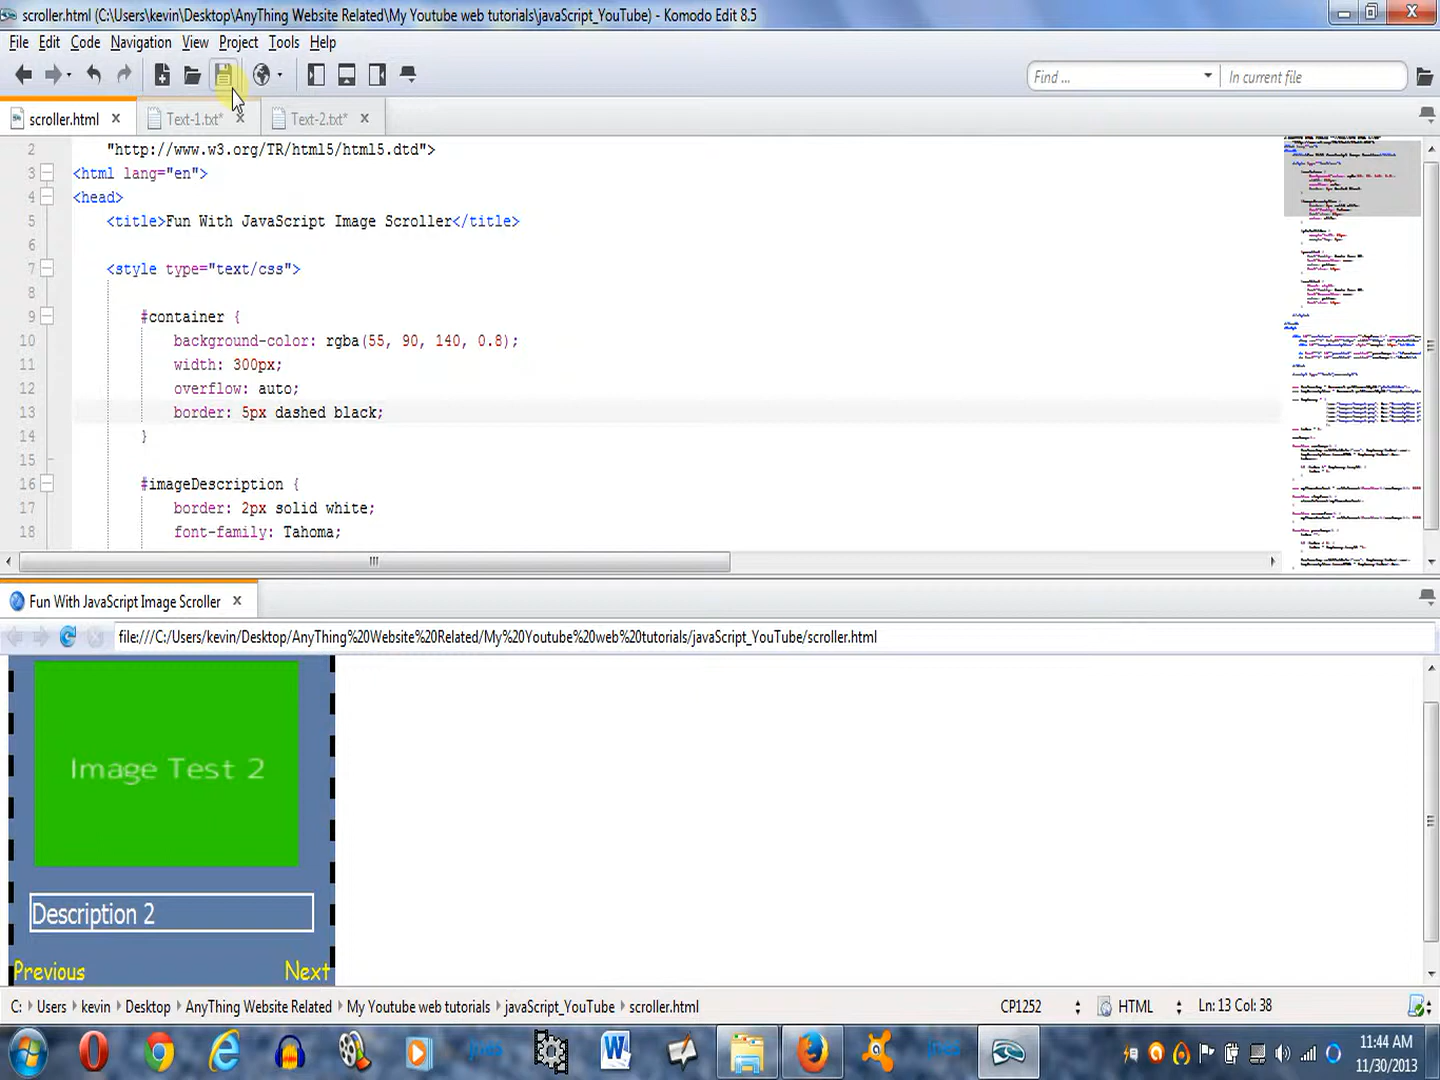 scroller.html (C:\Users\kevin\Desktop\AnyThing Website Related\My Youtube web tutorials\javaScript_YouTube) - Komodo Edit 8.5
File Edit Code Navigation View Project Tools Help
Find ... In current file
scroller.html Text-1.txt* Text-2.txt*
2 "http://www.w3.org/TR/html5/html5.dtd">
3 <html lang="en">
4 <head>
5 <title>Fun With JavaScript Image Scroller</title>
6
7 <style type="text/css">
8
9 #container {
10 background-color: rgba(55, 90, 140, 0.8);
11 width: 300px;
12 overflow: auto;
13 border: 5px dashed black;
14 }
15
16 #imageDescription {
17 border: 2px solid white;
18 font-family: Tahoma;
Fun With JavaScript Image Scroller
file:///C:/Users/kevin/Desktop/AnyThing%20Website%20Related/My%20Youtube%20web%20tutorials/javaScript_YouTube/scroller.html
Image Test 2
Description 2
Previous Next
C: Users kevin Desktop AnyThing Website Related My Youtube web tutorials javaScript_YouTube scroller.html CP1252 HTML Ln: 13 Col: 38
11:44 AM
11/30/2013